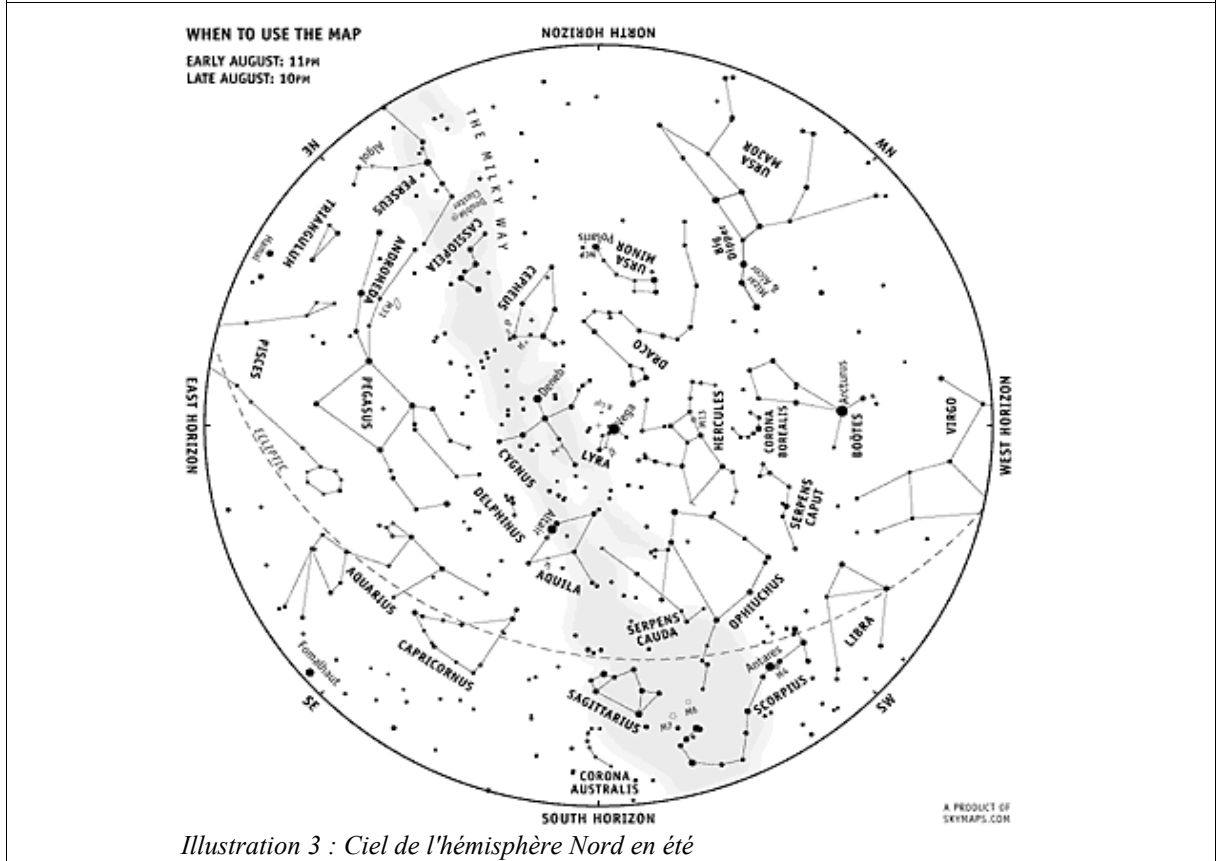 WHEN TO USE THE MAP
EARLY AUGUST: 11PM
LATE AUGUST: 10PM
NORTH HORIZON
NE
NW
THE MILKY WAY
Algol
PERSEUS
Double
Cluster
TRIANGULUM
Hamal
ANDROMEDA
M31
CASSIOPEIA
CEPHEUS
Polaris
NCP
URSA
MINOR
URSA
MAJOR
Big
Dipper
Mizar
& Alcor
DRACO
PISCES
PEGASUS
EAST HORIZON
ECLIPTIC
Deneb
CYGNUS
Vega
LYRA
HERCULES
M13
CORONA
BOREALIS
Arcturus
BOÖTES
VIRGO
WEST HORIZON
DELPHINUS
Altair
AQUILA
SERPENS
CAPUT
AQUARIUS
CAPRICORNUS
SERPENS
CAUDA
OPHIUCHUS
LIBRA
Fomalhaut
SE
SAGITTARIUS
M7
M6
Antares
M4
SCORPIUS
SW
CORONA
AUSTRALIS
SOUTH HORIZON
A PRODUCT OF
SKYMAPS.COM
Illustration 3 : Ciel de l'hémisphère Nord en été